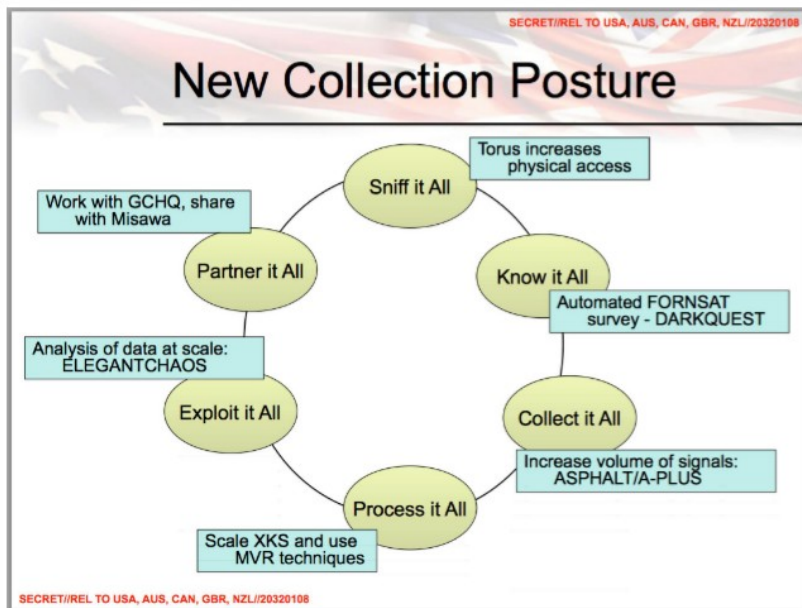 SECRET//REL TO USA, AUS, CAN, GBR, NZL//20320108
New Collection Posture
Sniff it All
Torus increases
physical access
Know it All
Automated FORNSAT
survey - DARKQUEST
Collect it All
Increase volume of signals:
ASPHALT/A-PLUS
Process it All
Scale XKS and use
MVR techniques
Exploit it All
Analysis of data at scale:
ELEGANTCHAOS
Partner it All
Work with GCHQ, share
with Misawa
SECRET//REL TO USA, AUS, CAN, GBR, NZL//20320108